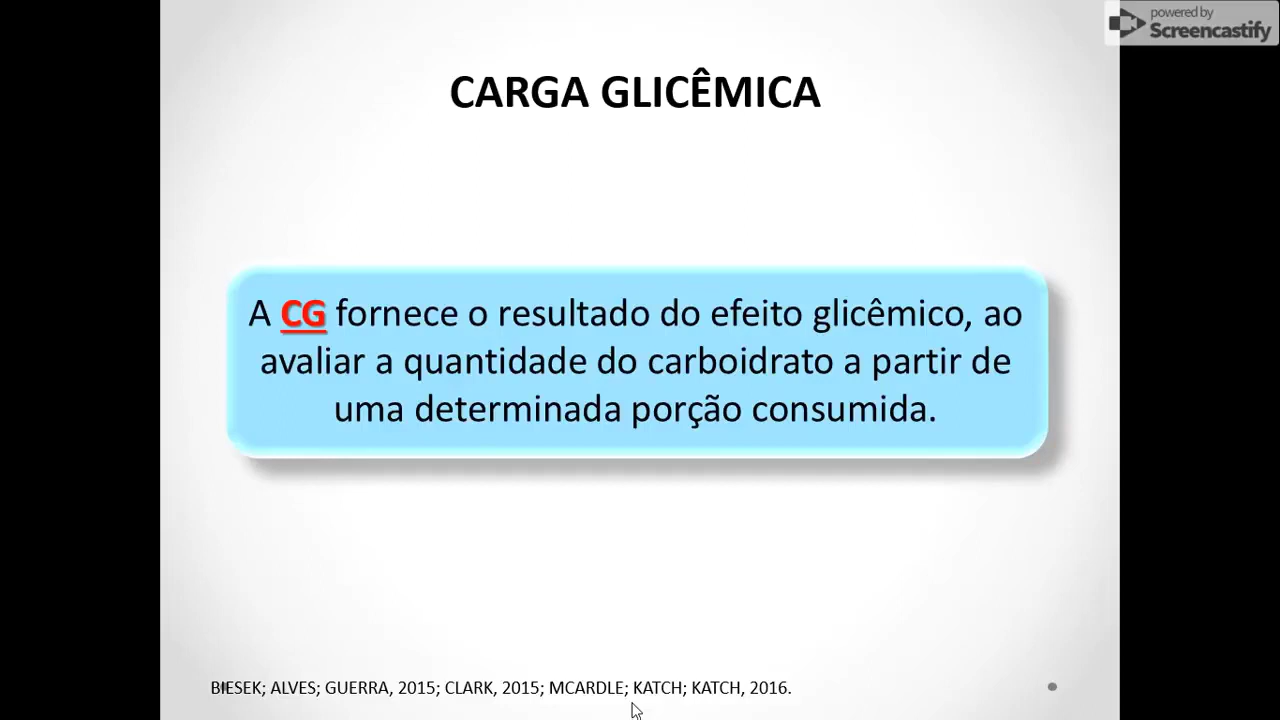 powered by
Screencastify
CARGA GLICÊMICA
A CG fornece o resultado do efeito glicêmico, ao
avaliar a quantidade do carboidrato a partir de
uma determinada porção consumida.
BIESEK; ALVES; GUERRA, 2015; CLARK, 2015; MCARDLE; KATCH; KATCH, 2016.